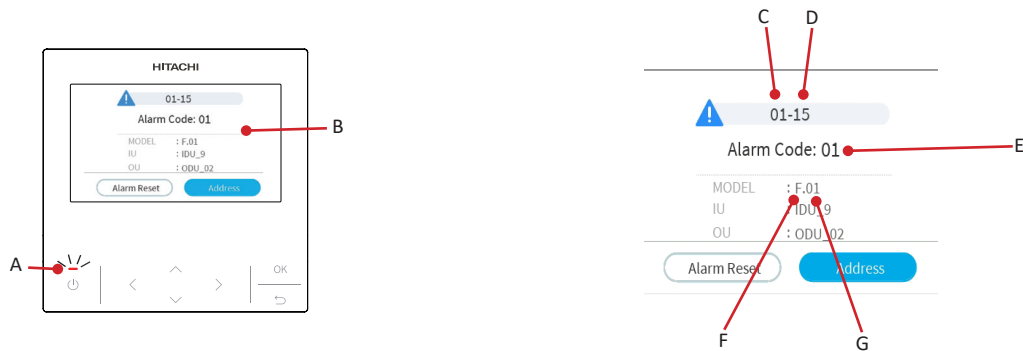 HITACHI
01-15
Alarm Code: 01
MODEL : F.01
IU : IDU_9
OU : ODU_02
Alarm Reset Address
OK
A
B
C D
01-15
Alarm Code: 01
E
MODEL : F.01
IU : IDU_9
OU : ODU_02
Alarm Reset Address
F G